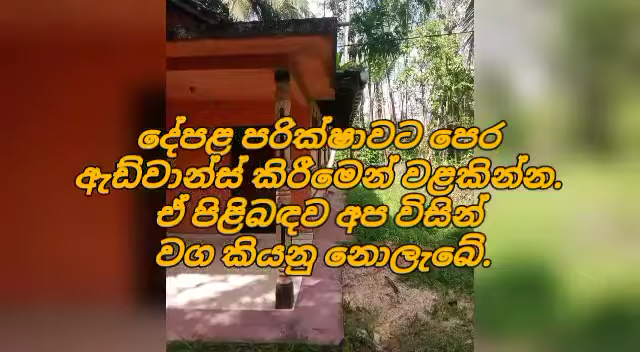 දේපළ පරික්ෂාවට පෙර
ඇඩ්වාන්ස් කිරීමෙන් වළකින්න.
ඒ පිළිබඳව අප විසින්
වග කියනු නොලැබේ.